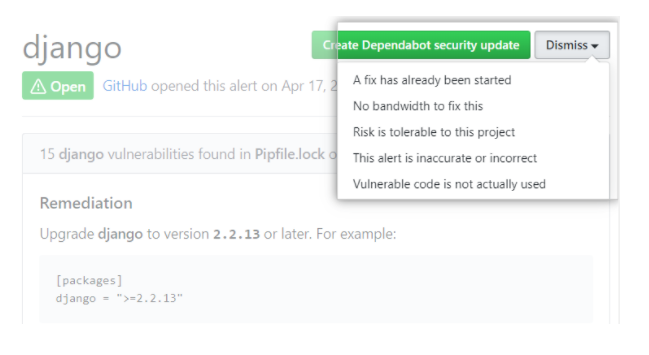 django
Create Dependabot security update
Dismiss
Open GitHub opened this alert on Apr 17, 2
A fix has already been started
No bandwidth to fix this
Risk is tolerable to this project
This alert is inaccurate or incorrect
Vulnerable code is not actually used
15 django vulnerabilities found in Pipfile.lock o
Remediation
Upgrade django to version 2.2.13 or later. For example:
[packages]
django = ">=2.2.13"